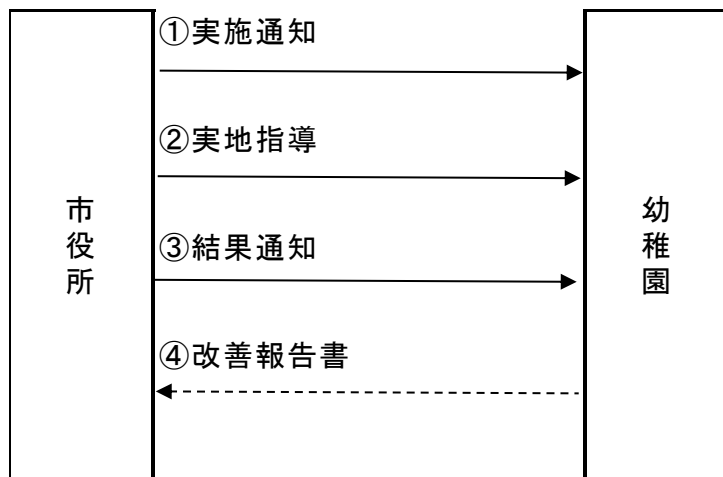 ①実施通知
②実地指導
③結果通知
④改善報告書
市役所
幼稚園